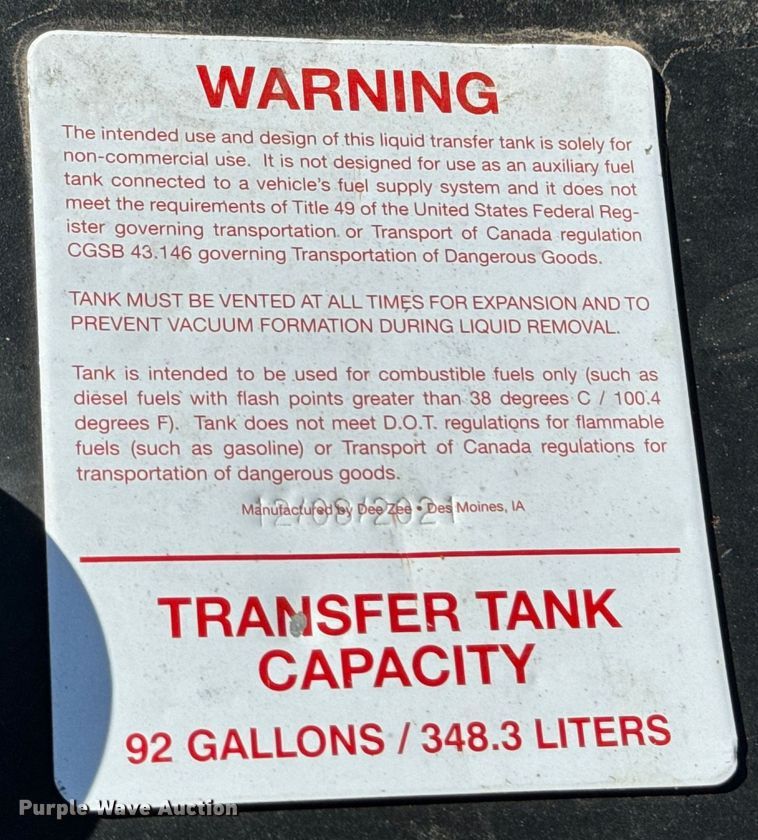 WARNING
The intended use and design of this liquid transfer tank is solely for
non-commercial use. It is not designed for use as an auxiliary fuel
tank connected to a vehicle's fuel supply system and it does not
meet the requirements of Title 49 of the United States Federal Reg-
ister governing transportation or Transport of Canada regulation
CGSB 43.146 governing Transportation of Dangerous Goods.
TANK MUST BE VENTED AT ALL TIMES FOR EXPANSION AND TO
PREVENT VACUUM FORMATION DURING LIQUID REMOVAL.
Tank is intended to be used for combustible fuels only (such as
diesel fuels with flash points greater than 38 degrees C / 100.4
degrees F). Tank does not meet D.O.T. regulations for flammable
fuels (such as gasoline) or Transport of Canada regulations for
transportation of dangerous goods.
12/08/2021
Manufactured by Dee Zee • Des Moines, IA
TRANSFER TANK
CAPACITY
92 GALLONS / 348.3 LITERS
Purple Wave Auction